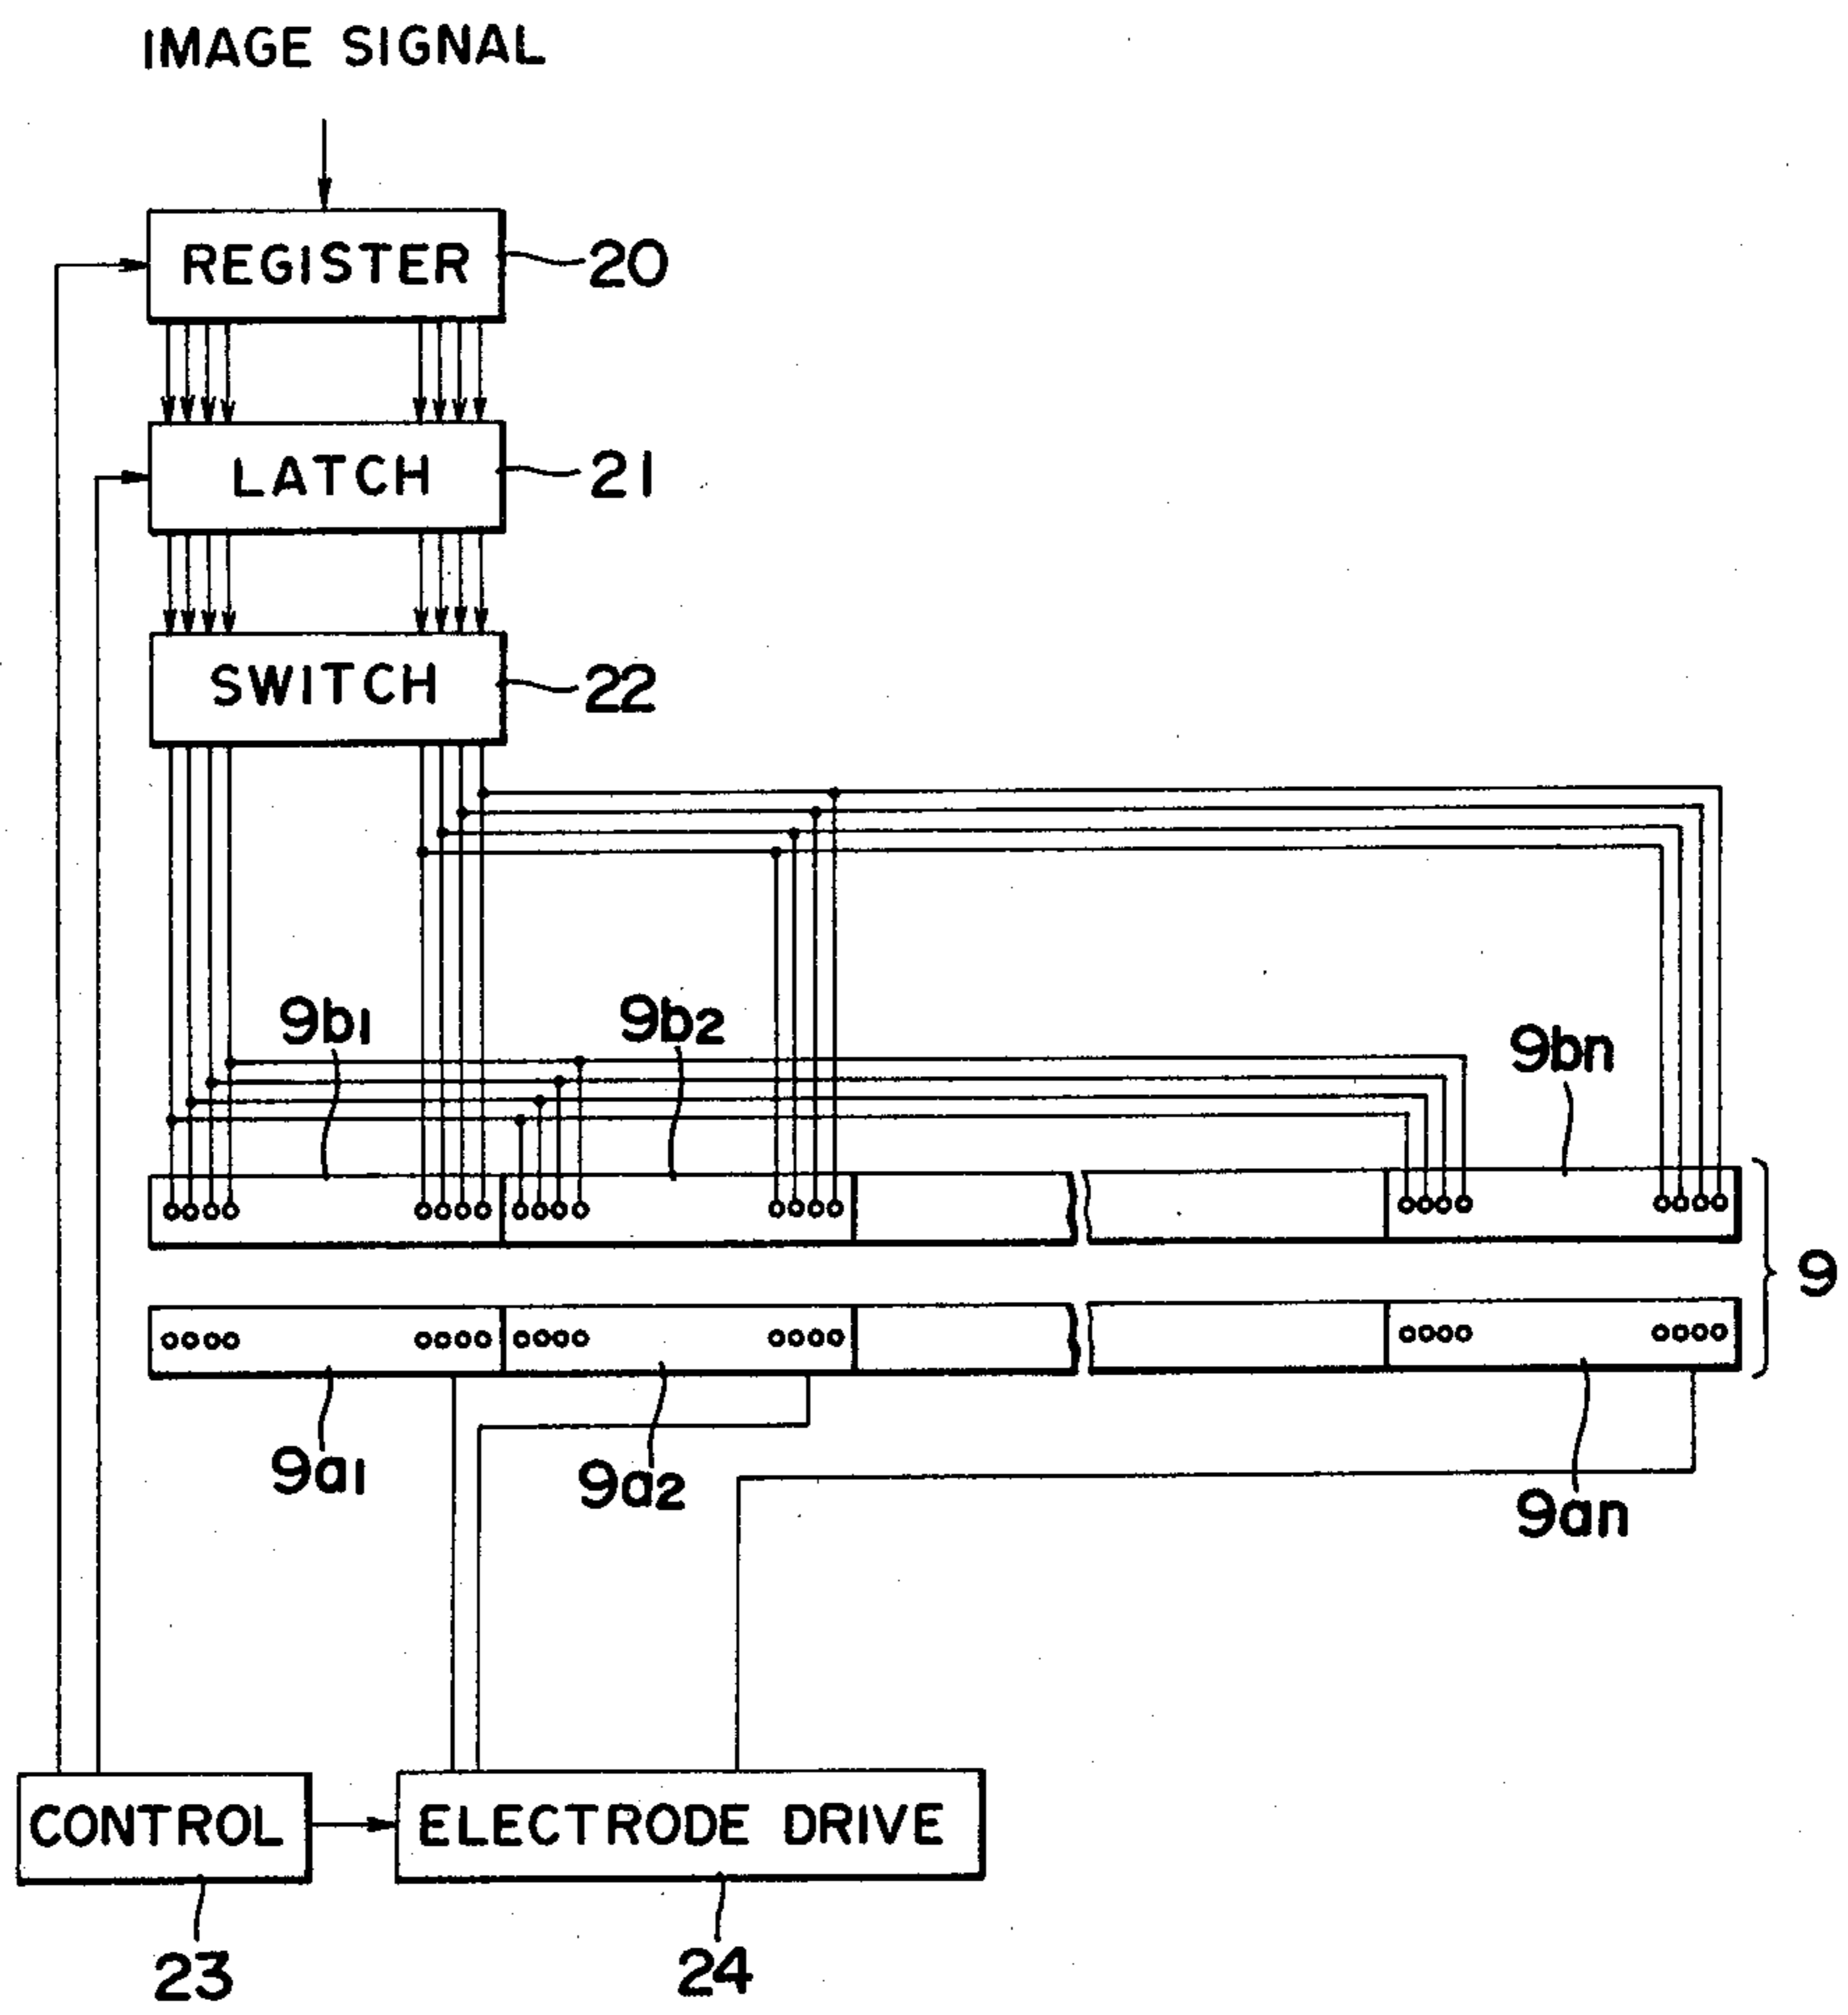 IMAGE SIGNAL
REGISTER
20
LATCH
21
SWITCH
22
9b1
9b2
9bn
9
9a1
9a2
9an
CONTROL
ELECTRODE DRIVE
23
24